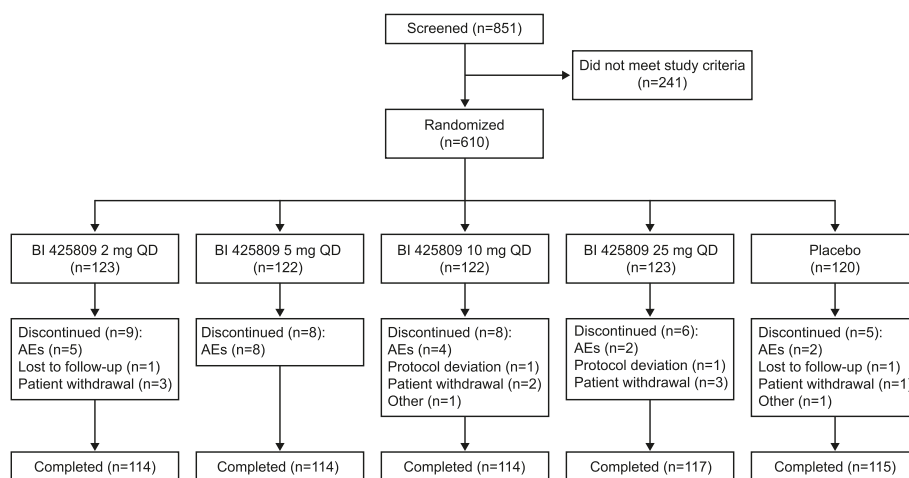 Screened (n=851)
Did not meet study criteria
(n=241)
Randomized
(n=610)
BI 425809 2 mg QD
(n=123)
BI 425809 5 mg QD
(n=122)
BI 425809 10 mg QD
(n=122)
BI 425809 25 mg QD
(n=123)
Placebo
(n=120)
Discontinued (n=9):
AEs (n=5)
Lost to follow-up (n=1)
Patient withdrawal (n=3)
Discontinued (n=8):
AEs (n=8)
Discontinued (n=8):
AEs (n=4)
Protocol deviation (n=1)
Patient withdrawal (n=2)
Other (n=1)
Discontinued (n=6):
AEs (n=2)
Protocol deviation (n=1)
Patient withdrawal (n=3)
Discontinued (n=5):
AEs (n=2)
Lost to follow-up (n=1)
Patient withdrawal (n=1)
Other (n=1)
Completed (n=114)
Completed (n=114)
Completed (n=114)
Completed (n=117)
Completed (n=115)